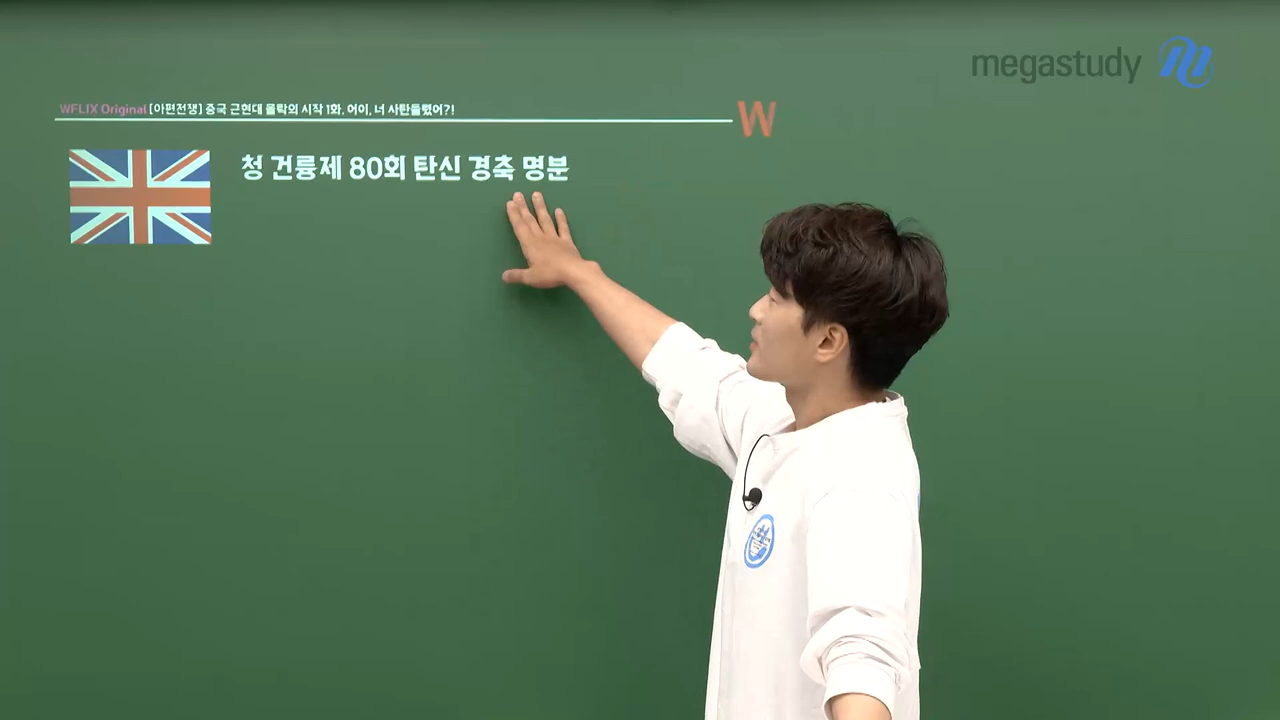 megastudy
WFLIX Original [아편전쟁] 중국 근현대 몰락의 시작 1화. 어이, 너 사탄들렸어?!
W
청 건륭제 80회 탄신 경축 명분